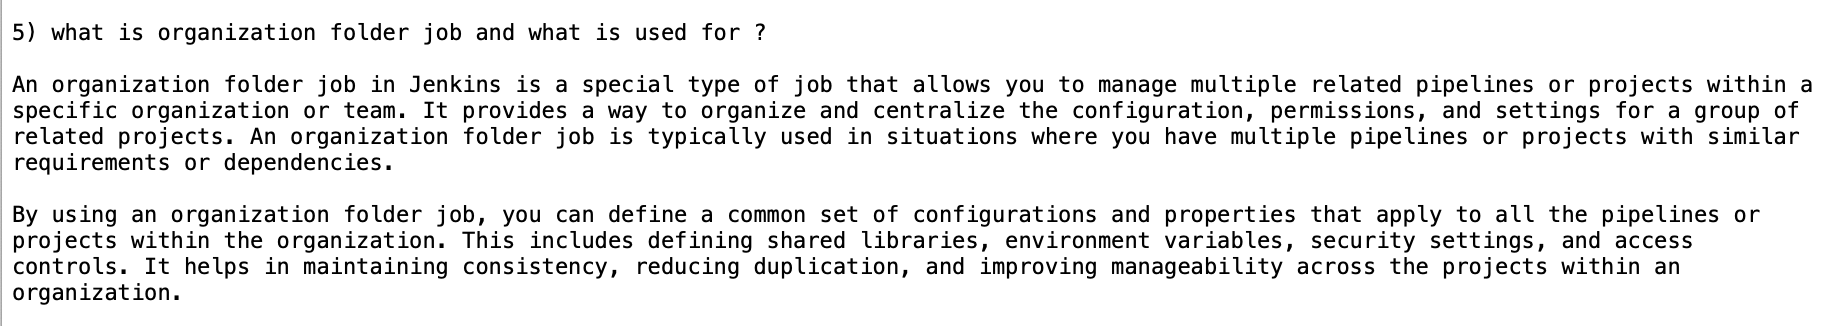 5) what is organization folder job and what is used for ?
An organization folder job in Jenkins is a special type of job that allows you to manage multiple related pipelines or projects within a
specific organization or team. It provides a way to organize and centralize the configuration, permissions, and settings for a group of
related projects. An organization folder job is typically used in situations where you have multiple pipelines or projects with similar
requirements or dependencies.
By using an organization folder job, you can define a common set of configurations and properties that apply to all the pipelines or
projects within the organization. This includes defining shared libraries, environment variables, security settings, and access
controls. It helps in maintaining consistency, reducing duplication, and improving manageability across the projects within an
organization.